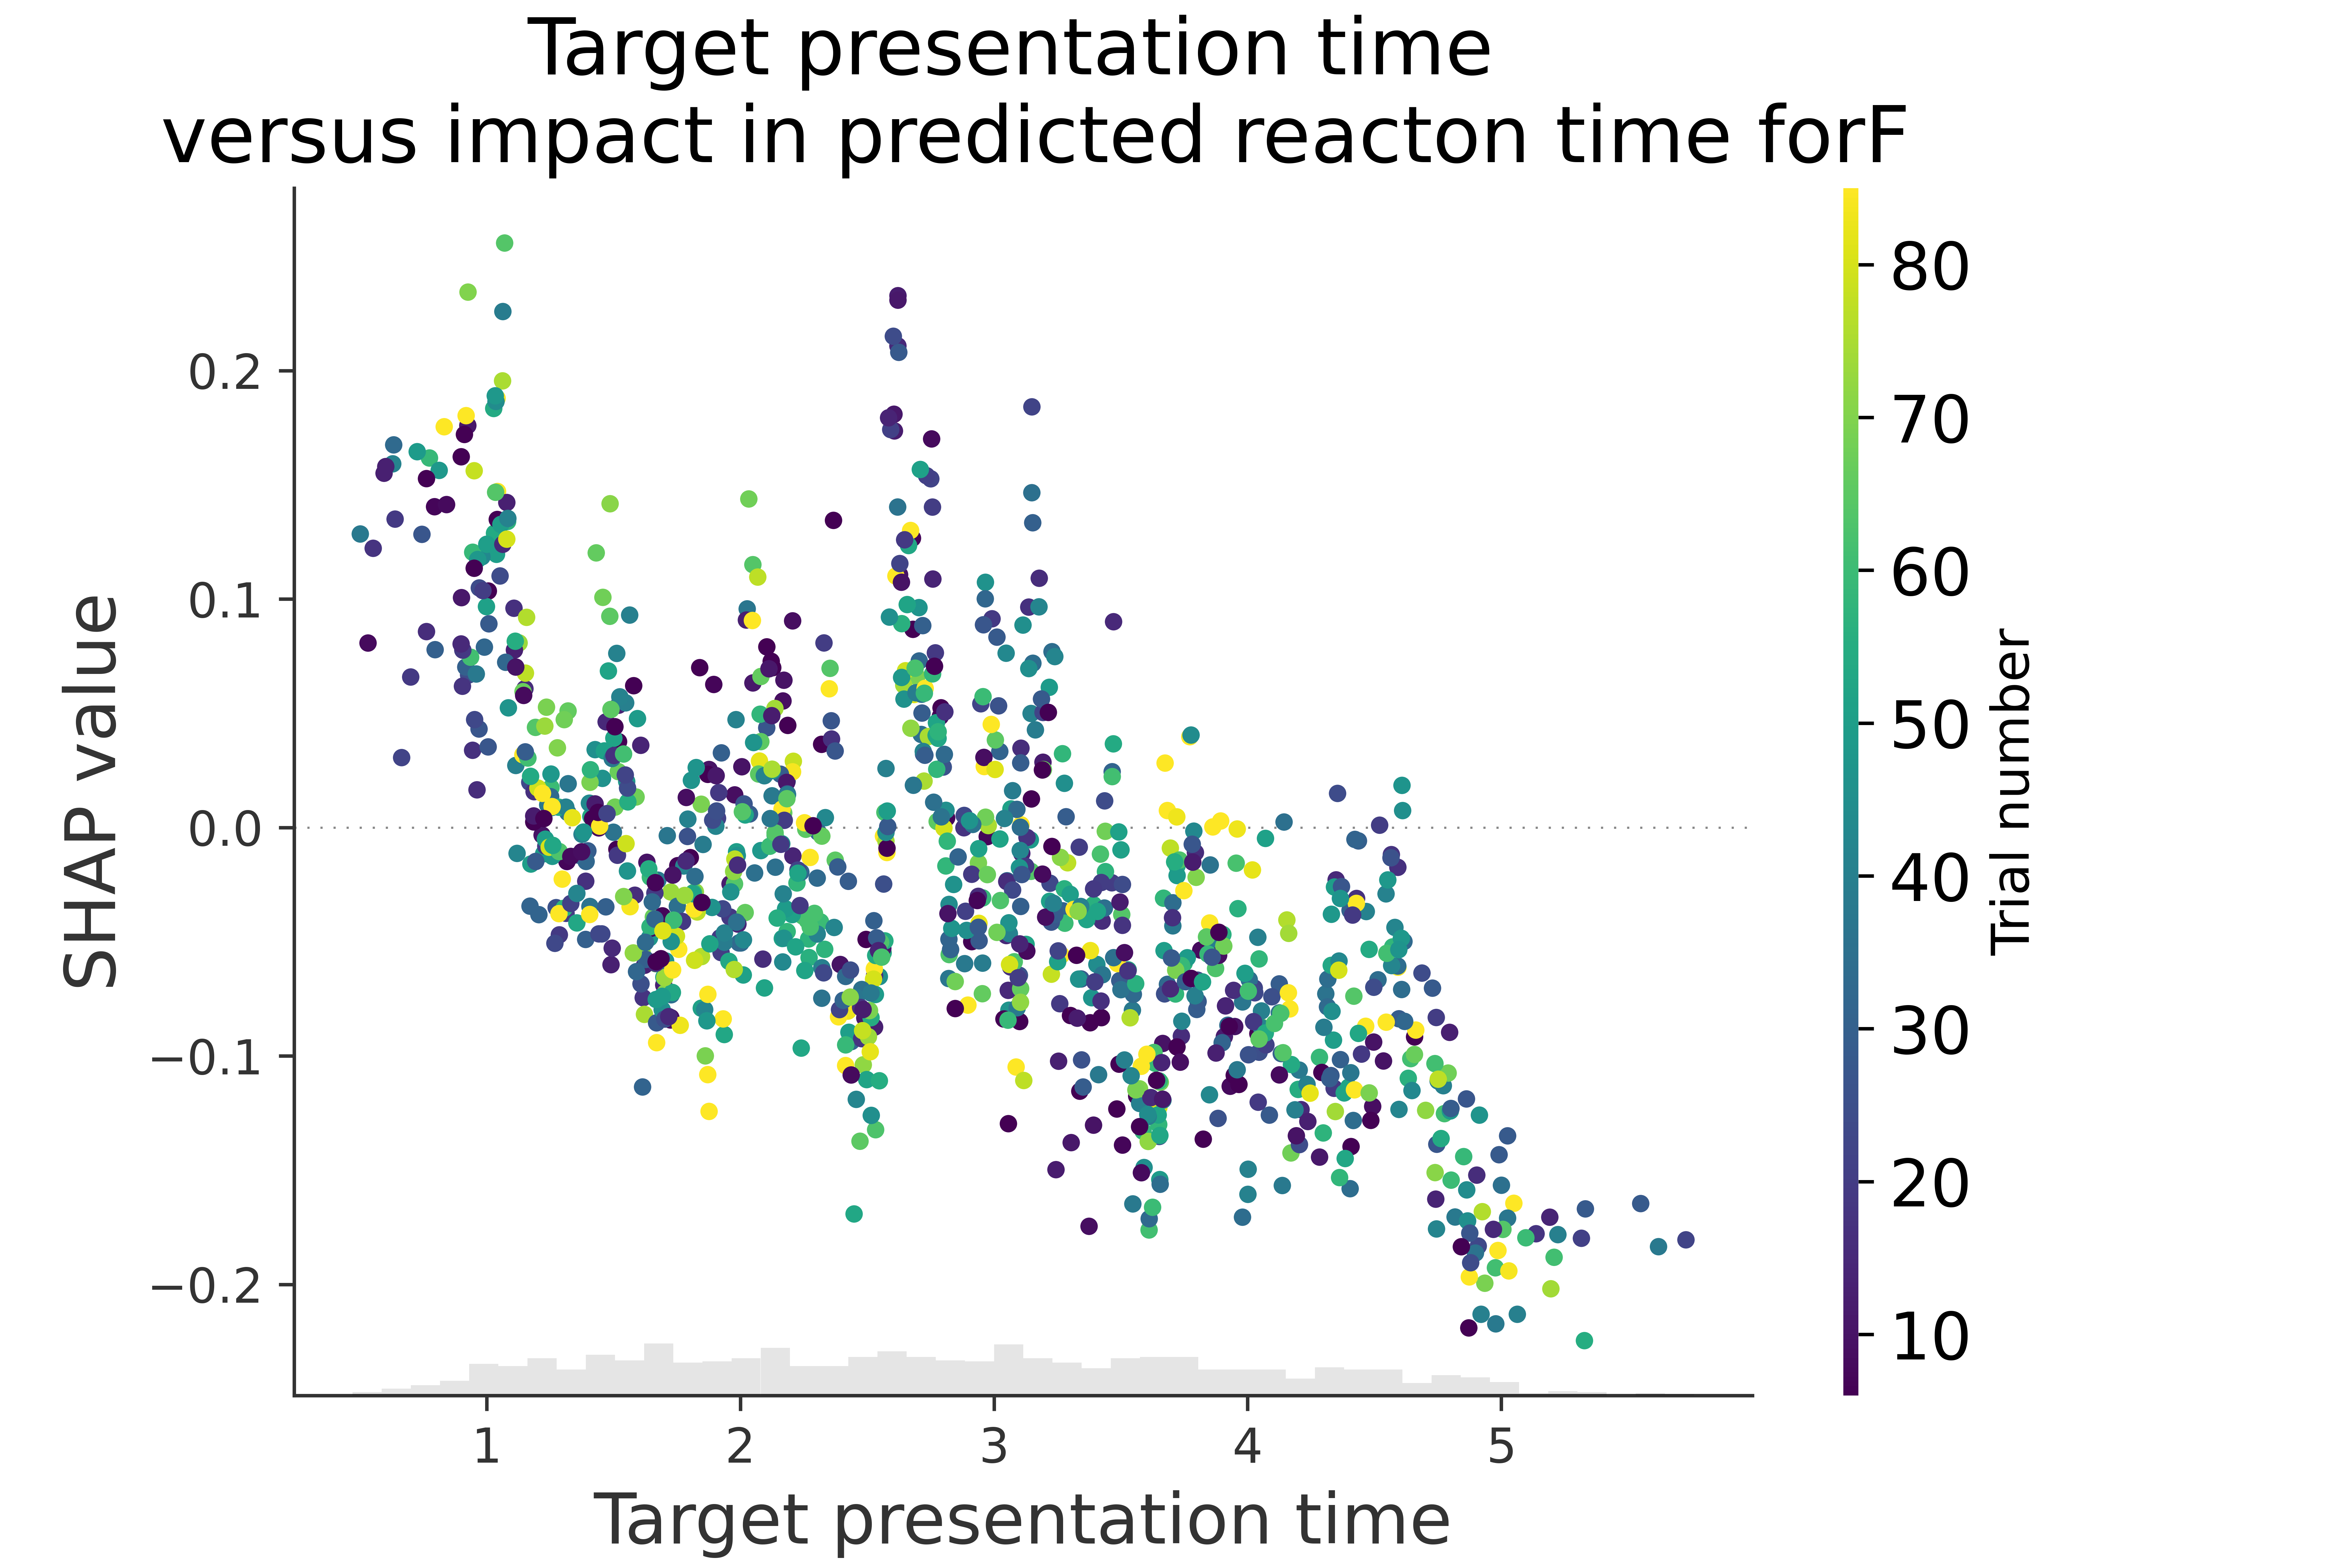 Target presentation time
versus impact in predicted reacton time forF
SHAP value
0.2
0.1
0.0
−0.1
−0.2
1 2 3 4 5
Target presentation time
80
70
60
50
40
30
20
10
Trial number